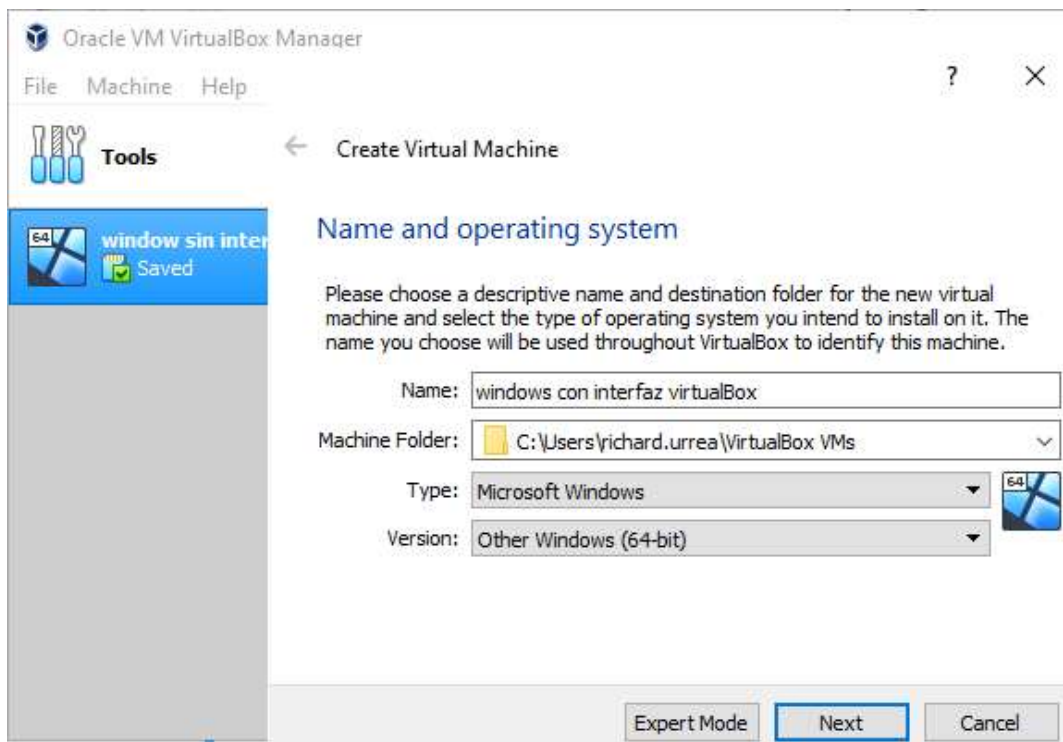 Oracle VM VirtualBox Manager
File Machine Help
?
Tools
Create Virtual Machine
64
window sin inter
Saved
Name and operating system
Please choose a descriptive name and destination folder for the new virtual
machine and select the type of operating system you intend to install on it. The
name you choose will be used throughout VirtualBox to identify this machine.
Name: windows con interfaz virtualBox
Machine Folder: C:\Users\richard.urrea\VirtualBox VMs
Type: Microsoft Windows
64
Version: Other Windows (64-bit)
Expert Mode Next Cancel